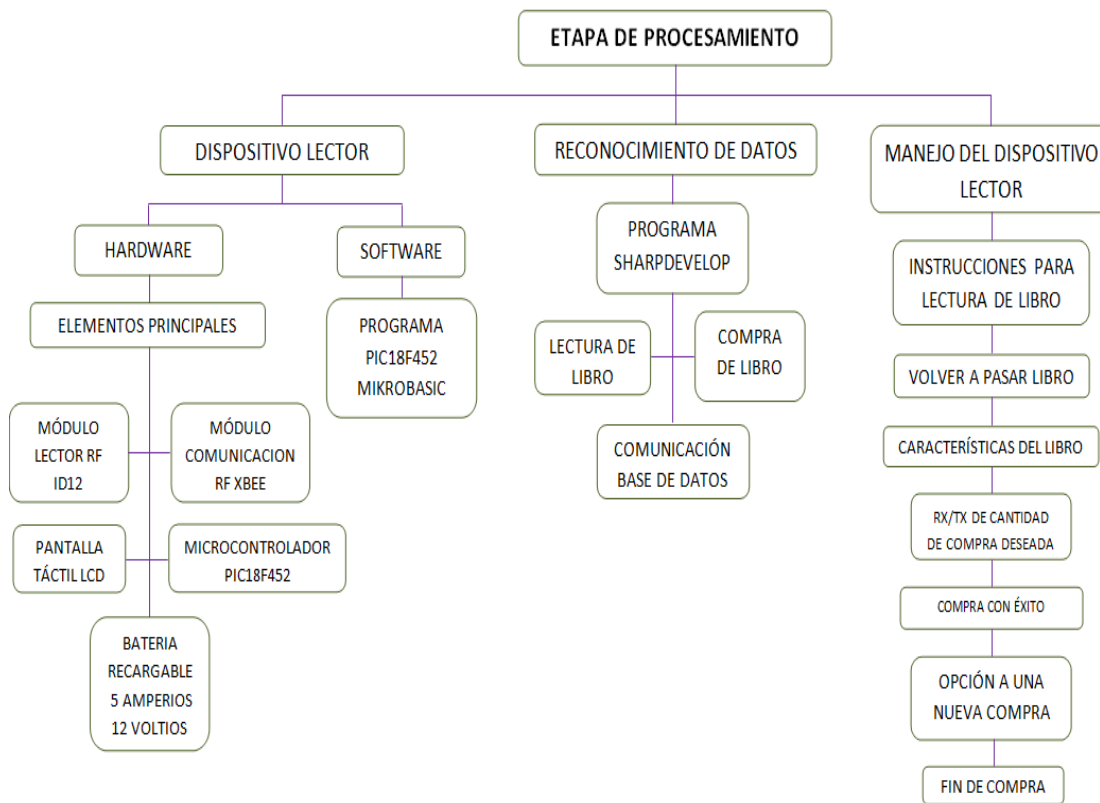 ETAPA DE PROCESAMIENTO
DISPOSITIVO LECTOR
HARDWARE
ELEMENTOS PRINCIPALES
MÓDULO
LECTOR RF
ID12
MÓDULO
COMUNICACION
RF XBEE
PANTALLA
TÁCTIL LCD
MICROCONTROLADOR
PIC18F452
BATERIA
RECARGABLE
5 AMPERIOS
12 VOLTIOS
SOFTWARE
PROGRAMA
PIC18F452
MIKROBASIC
RECONOCIMIENTO DE DATOS
PROGRAMA
SHARPDEVELOP
LECTURA DE
LIBRO
COMPRA
DE LIBRO
COMUNICACIÓN
BASE DE DATOS
MANEJO DEL DISPOSITIVO
LECTOR
INSTRUCCIONES PARA
LECTURA DE LIBRO
VOLVER A PASAR LIBRO
CARACTERÍSTICAS DEL LIBRO
RX/TX DE CANTIDAD
DE COMPRA DESEADA
COMPRA CON ÉXITO
OPCIÓN A UNA
NUEVA COMPRA
FIN DE COMPRA